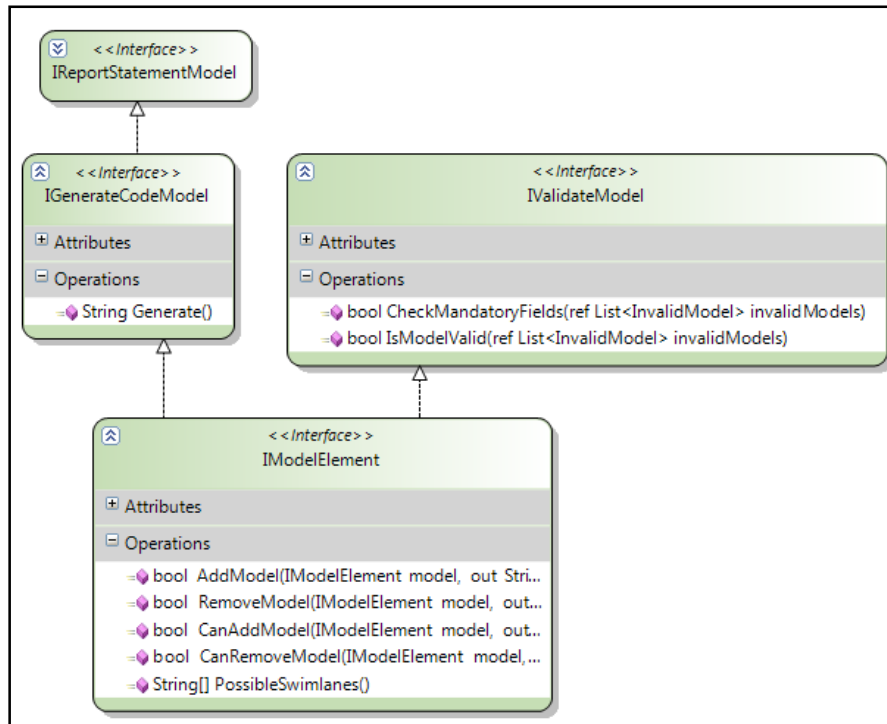 <<Interface>>
IReportStatementModel
<<Interface>>
IGenerateCodeModel
Attributes
Operations
String Generate()
<<Interface>>
IValidateModel
Attributes
Operations
bool CheckMandatoryFields(ref List<InvalidModel> invalidModels)
bool IsModelValid(ref List<InvalidModel> invalidModels)
<<Interface>>
IModelElement
Attributes
Operations
bool AddModel(IModelElement model, out Stri...
bool RemoveModel(IModelElement model, out...
bool CanAddModel(IModelElement model, out...
bool CanRemoveModel(IModelElement model,...
String[] PossibleSwimlanes()